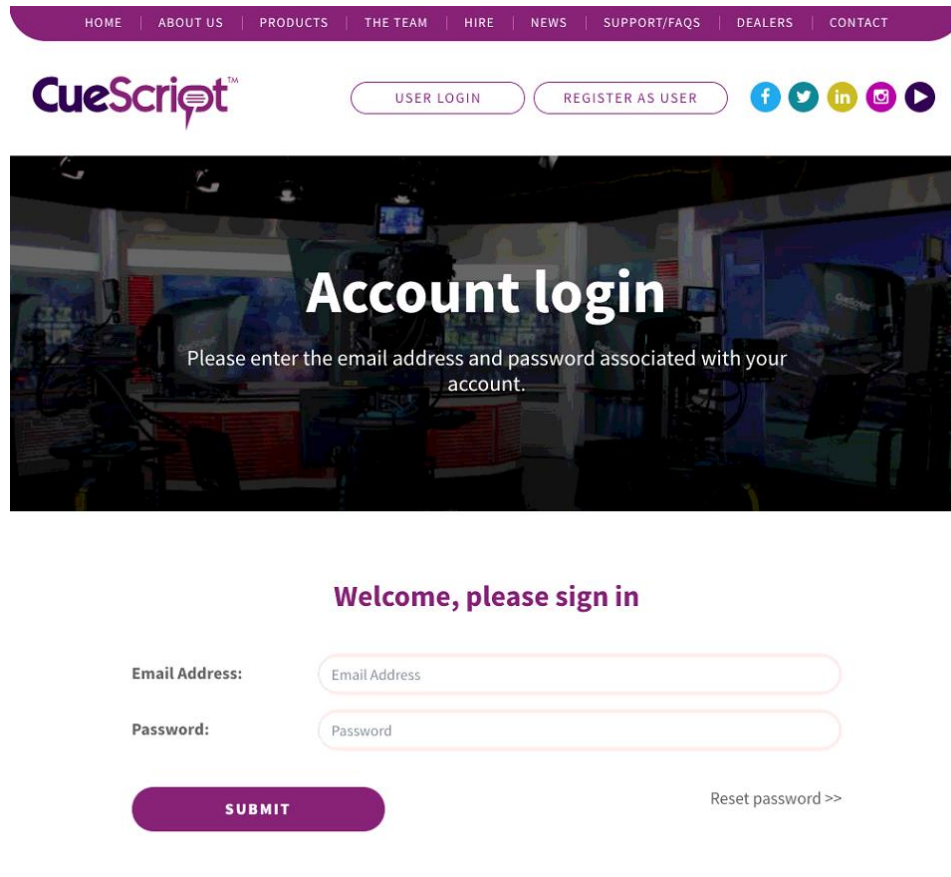 HOME | ABOUT US | PRODUCTS | THE TEAM | HIRE | NEWS | SUPPORT/FAQS | DEALERS | CONTACT
CueScript™
USER LOGIN
REGISTER AS USER
Account login
Please enter the email address and password associated with your
account.
Welcome, please sign in
Email Address:
Email Address
Password:
Password
SUBMIT
Reset password >>